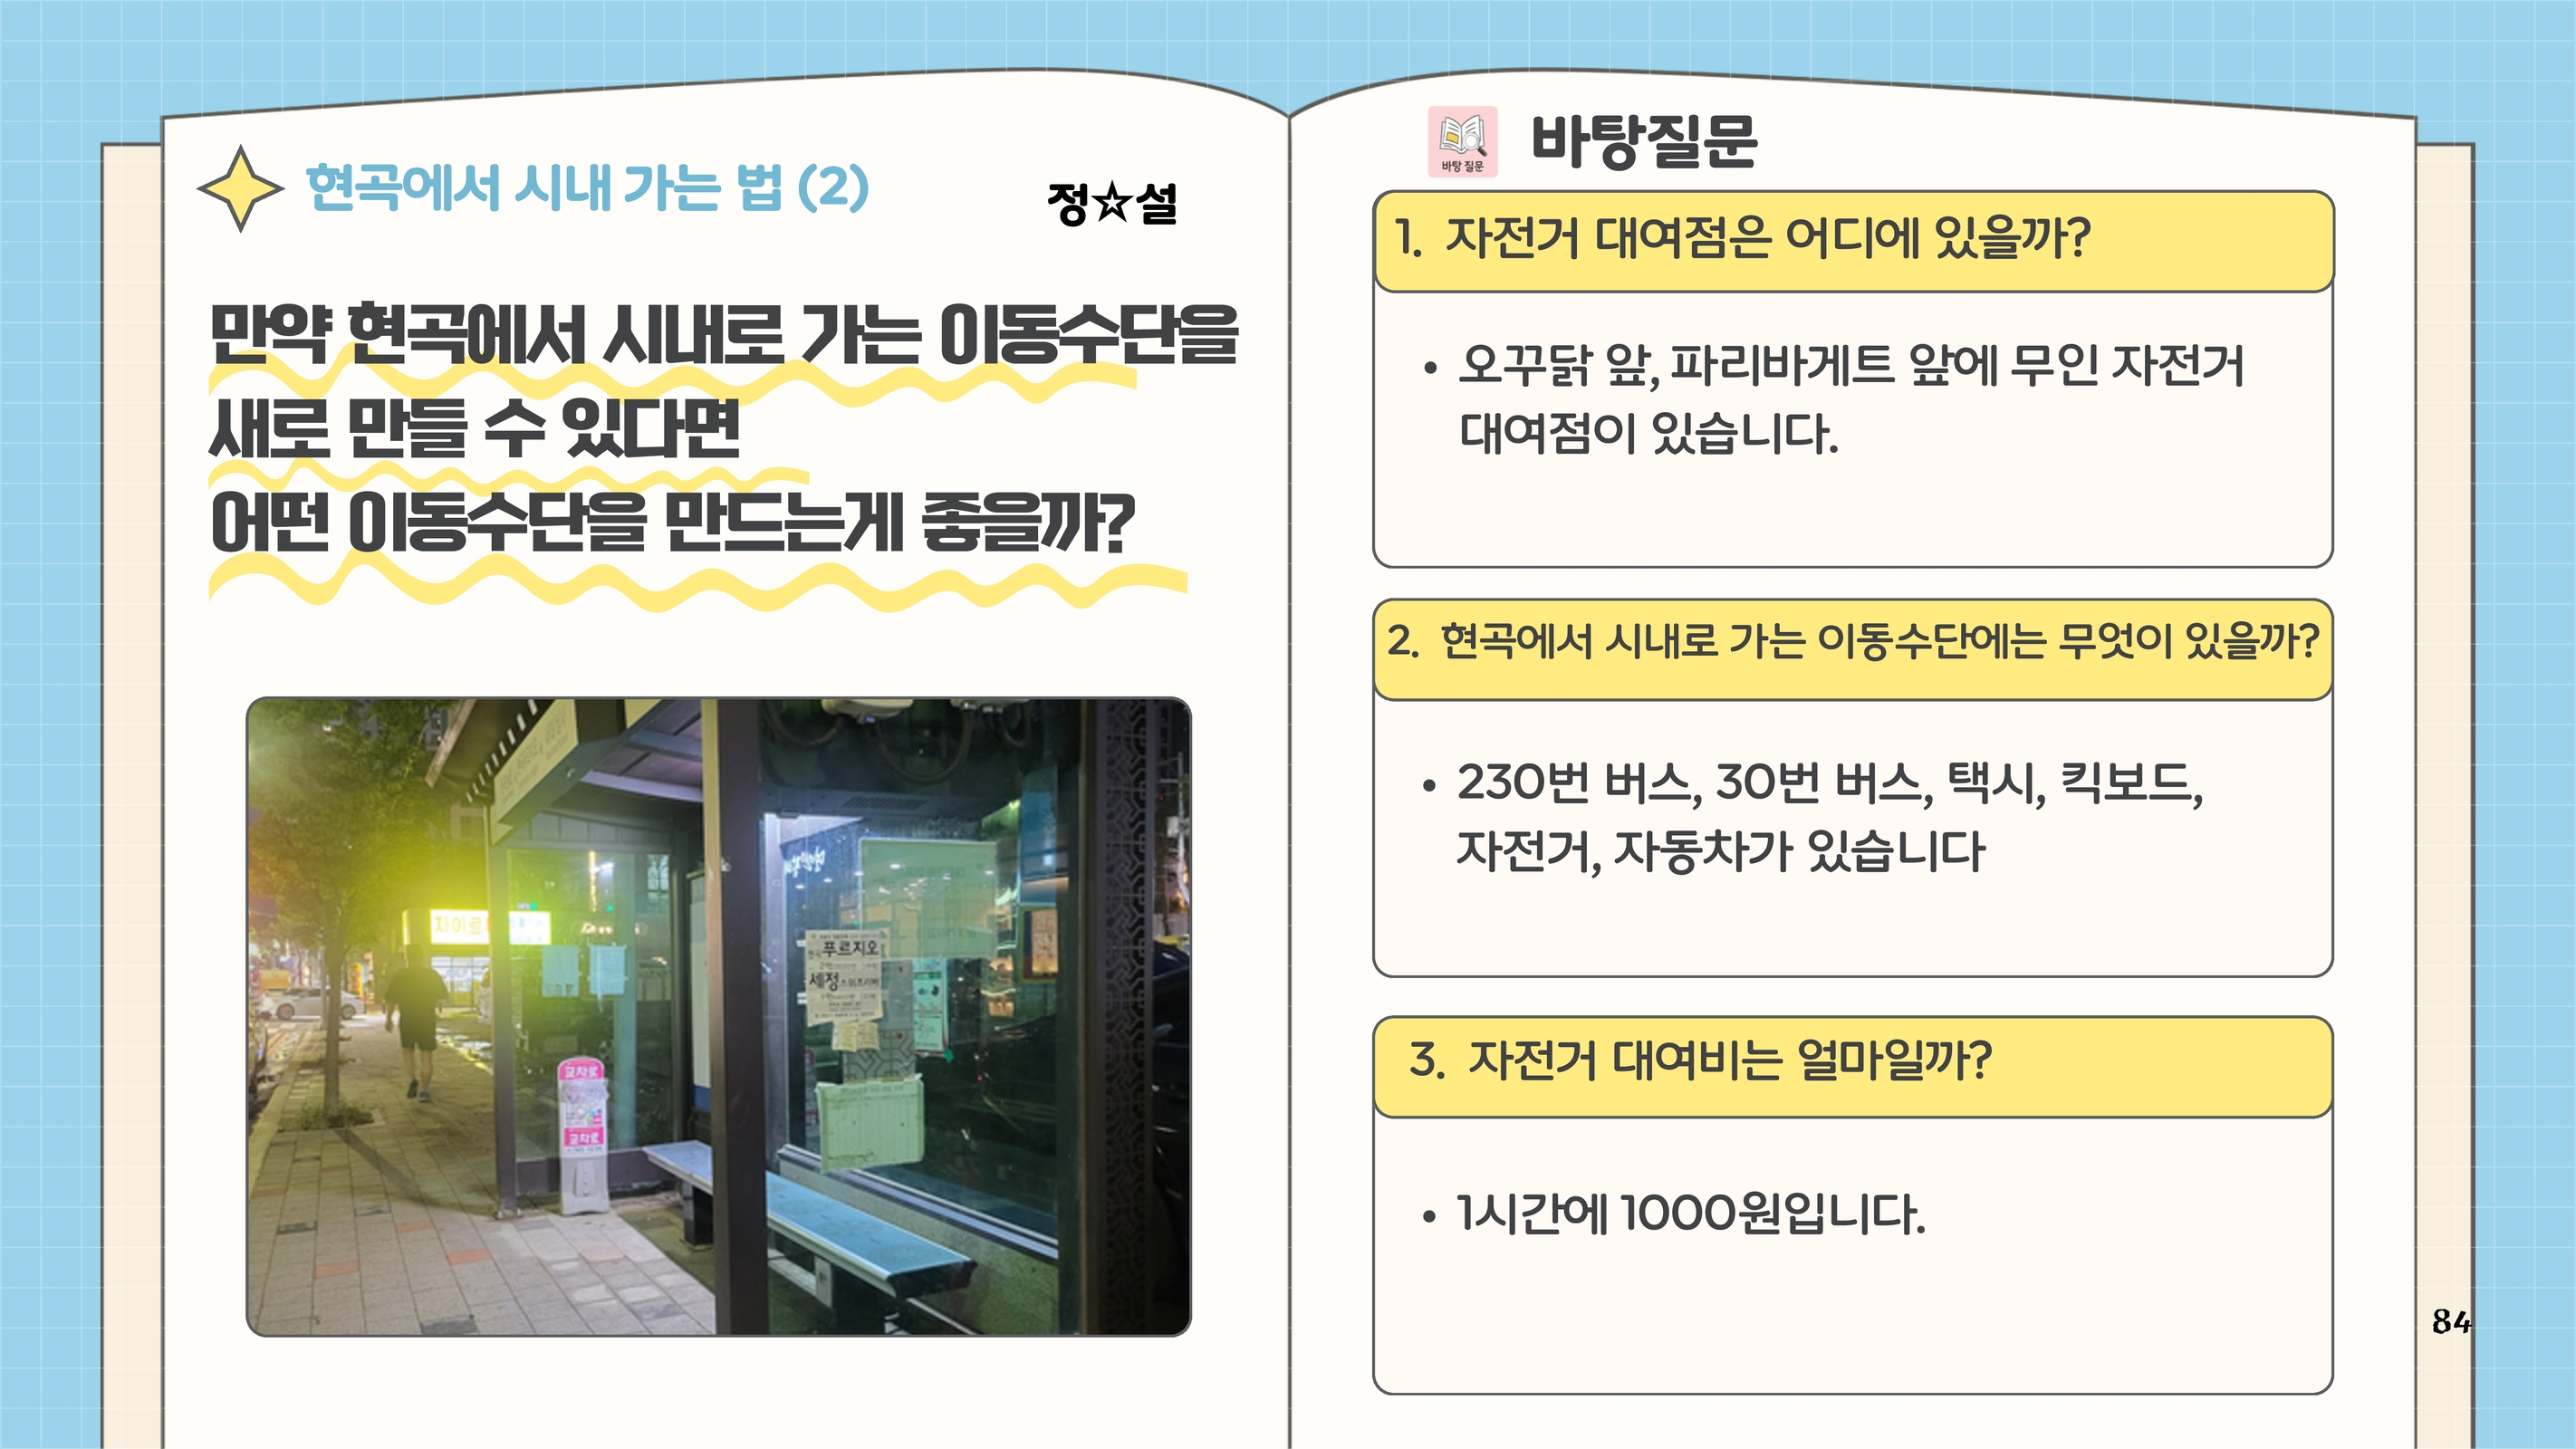 현곡에서 시내 가는 법 (2)
정☆설
만약 현곡에서 시내로 가는 이동수단을
새로 만들 수 있다면
어떤 이동수단을 만드는게 좋을까?
자이르
푸르지오
세정
교차로
교차로
바탕 질문
바탕질문
1. 자전거 대여점은 어디에 있을까?
• 오꾸닭 앞, 파리바게트 앞에 무인 자전거
대여점이 있습니다.
2. 현곡에서 시내로 가는 이동수단에는 무엇이 있을까?
• 230번 버스, 30번 버스, 택시, 킥보드,
자전거, 자동차가 있습니다
3. 자전거 대여비는 얼마일까?
• 1시간에 1000원입니다.
84